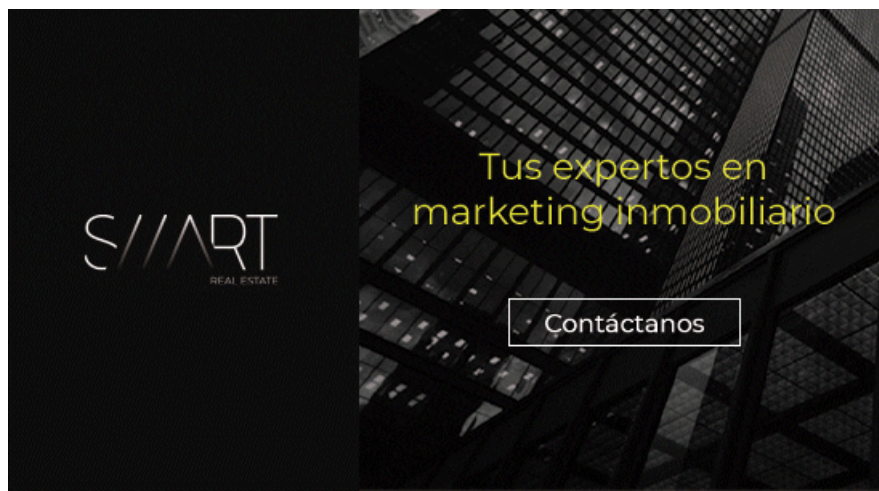 SMART
REAL ESTATE
Tus expertos en
marketing inmobiliario
Contáctanos